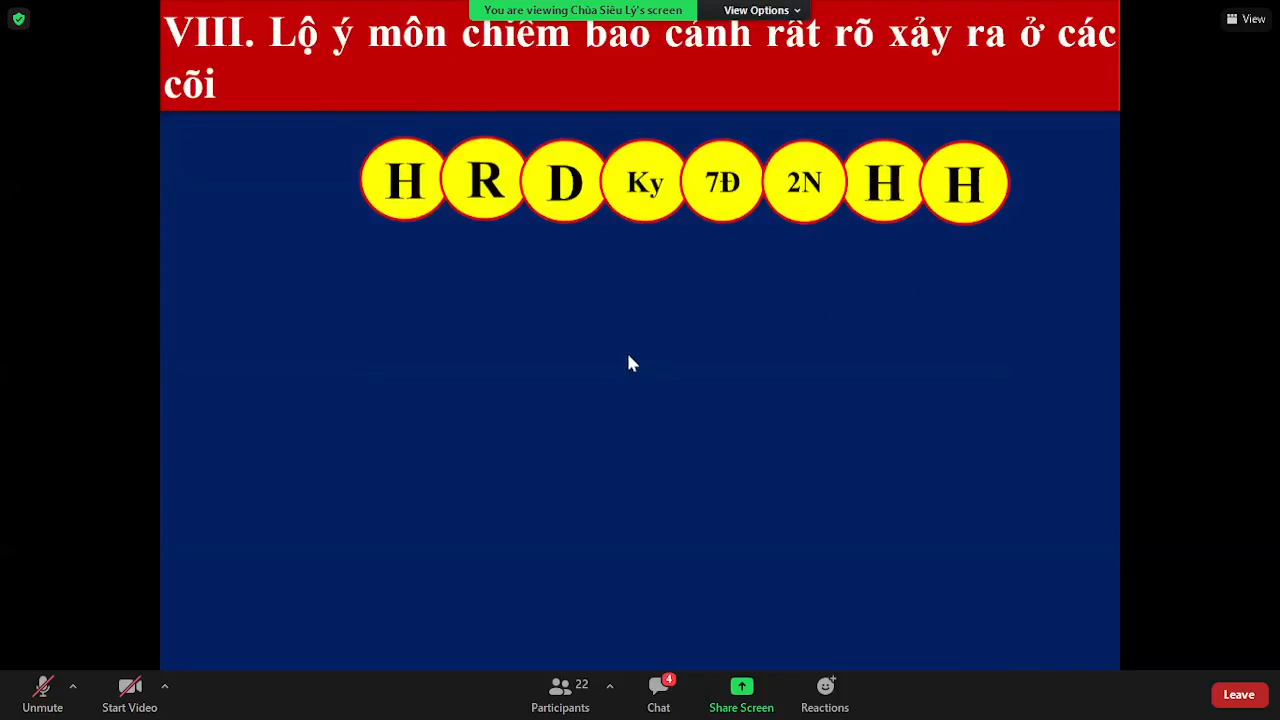 You are viewing Chùa Siêu Lý's screen
View Options
View
VIII. Lộ ý môn chiêm bao cảnh rất rõ xảy ra ở các
cõi
H R D Ky 7Đ 2N H H
Unmute
Start Video
22
Participants
4
Chat
Share Screen
Reactions
Leave